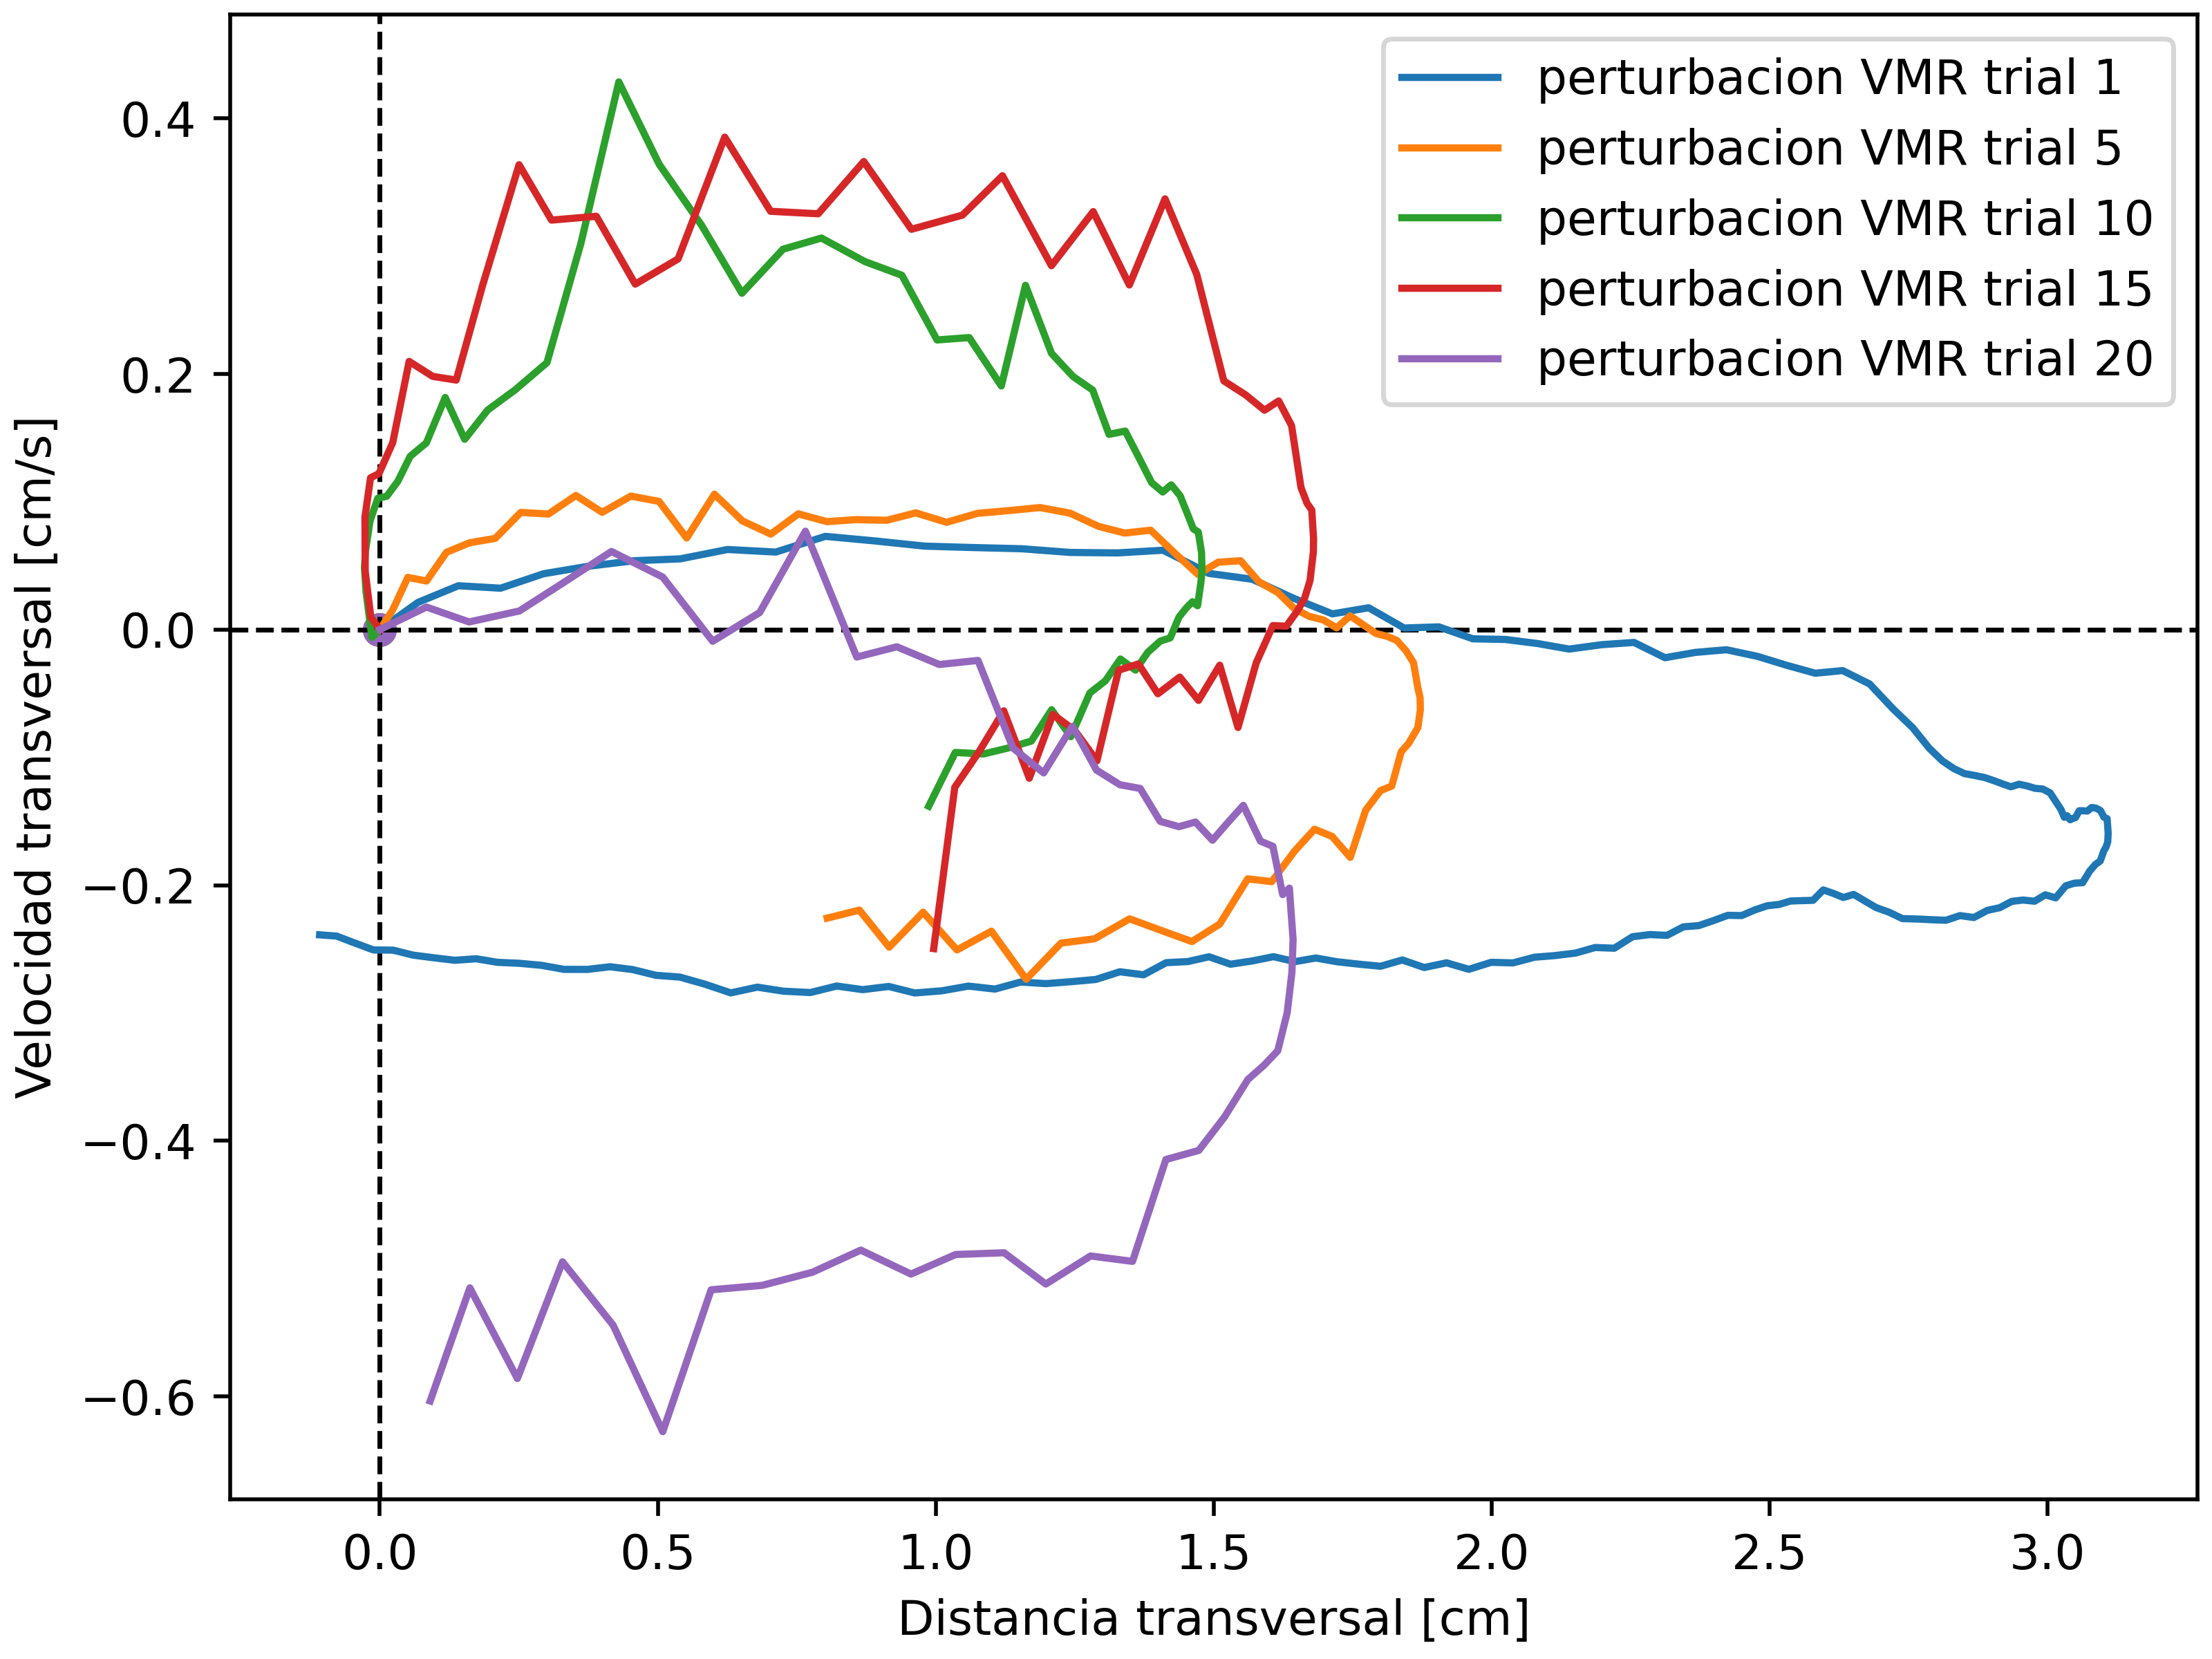 perturbacion VMR trial 1
perturbacion VMR trial 5
perturbacion VMR trial 10
perturbacion VMR trial 15
perturbacion VMR trial 20
Velocidad transversal [cm/s]
0.4
0.2
0.0
−0.2
−0.4
−0.6
0.0 0.5 1.0 1.5 2.0 2.5 3.0
Distancia transversal [cm]